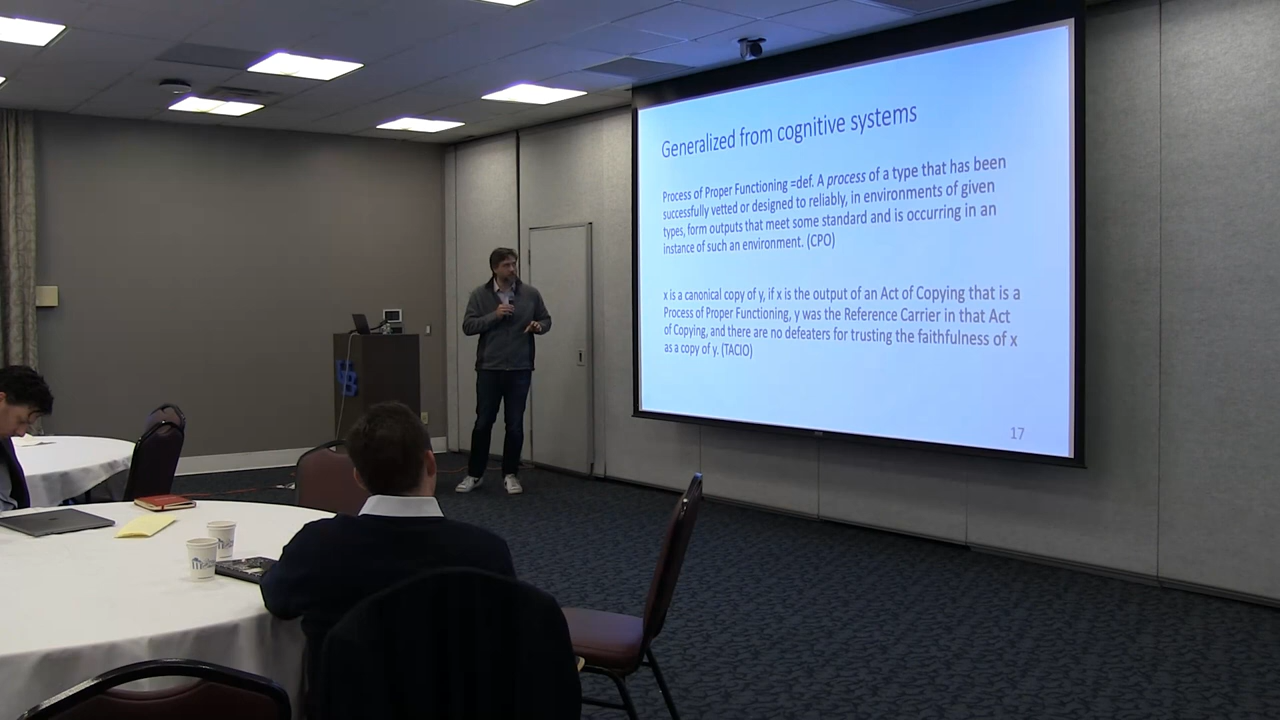 Generalized from cognitive systems
Process of Proper Functioning =def. A process of a type that has been
successfully vetted or designed to reliably, in environments of given
types, form outputs that meet some standard and is occurring in an
instance of such an environment. (CPO)
x is a canonical copy of y, if x is the output of an Act of Copying that is a
Process of Proper Functioning, y was the Reference Carrier in that Act
of Copying, and there are no defeaters for trusting the faithfulness of x
as a copy of y. (TACIO)
17